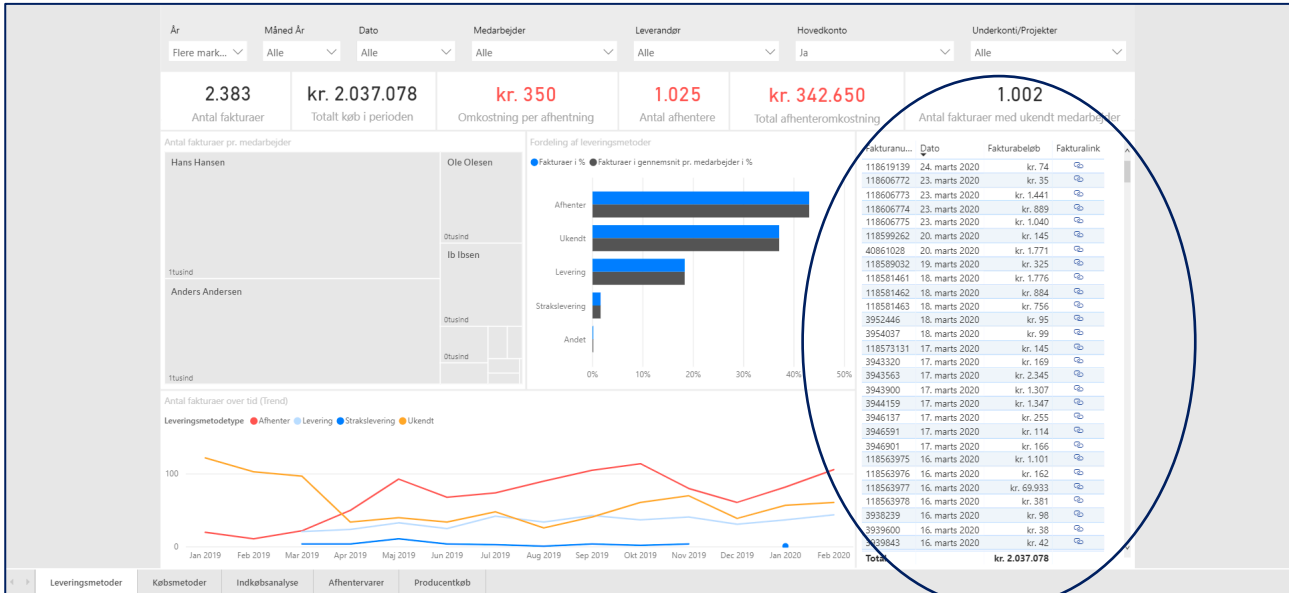 År Måned År Dato Medarbejder Leverandør Hovedkonto Underkonti/Projekter
Flere mark... Alle Alle Alle Alle Ja Alle
2.383 kr. 2.037.078 kr. 350 1.025 kr. 342.650 1.002
Antal fakturaer Totalt køb i perioden Omkostning per afhentning Antal afhentere Total afhenteromkostning Antal fakturaer med ukendt medarbejder
Antal fakturaer pr. medarbejder
Hans Hansen
1tusind
Anders Andersen
1tusind
Ole Olesen
0tusind
Ib Ibsen
0tusind
0tusind
Fordeling af leveringsmetoder
Fakturaer i % Fakturaer i gennemsnit pr. medarbejder i %
Afhenter
Ukendt
Levering
Strakslevering
Andet
0% 10% 20% 30% 40% 50%
Fakturanu... Dato Fakturabeløb Fakturalink
118619139 24. marts 2020 kr. 74
118606772 23. marts 2020 kr. 35
118606773 23. marts 2020 kr. 1.441
118606774 23. marts 2020 kr. 889
118606775 23. marts 2020 kr. 1.040
118599262 20. marts 2020 kr. 145
40861028 20. marts 2020 kr. 1.771
118589032 19. marts 2020 kr. 325
118581461 18. marts 2020 kr. 1.776
118581462 18. marts 2020 kr. 884
118581463 18. marts 2020 kr. 756
3952446 18. marts 2020 kr. 95
3954037 18. marts 2020 kr. 99
118573131 17. marts 2020 kr. 145
3943320 17. marts 2020 kr. 169
3943563 17. marts 2020 kr. 2.345
3943900 17. marts 2020 kr. 1.307
3944159 17. marts 2020 kr. 1.347
3946137 17. marts 2020 kr. 255
3946591 17. marts 2020 kr. 114
3946901 17. marts 2020 kr. 166
118563975 16. marts 2020 kr. 1.101
118563976 16. marts 2020 kr. 162
118563977 16. marts 2020 kr. 69.933
118563978 16. marts 2020 kr. 381
3938239 16. marts 2020 kr. 98
3939600 16. marts 2020 kr. 38
3939843 16. marts 2020 kr. 42
Total kr. 2.037.078
Antal fakturaer over tid (Trend)
Leveringsmetodetype Afhenter Levering Strakslevering Ukendt
100
0
Jan 2019 Feb 2019 Mar 2019 Apr 2019 Maj 2019 Jun 2019 Jul 2019 Aug 2019 Sep 2019 Okt 2019 Nov 2019 Dec 2019 Jan 2020 Feb 2020
Leveringsmetoder Købsmetoder Indkøbsanalyse Afhentervarer Producentkøb